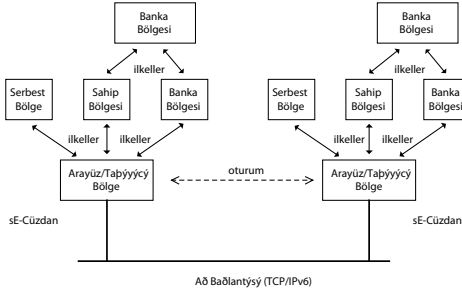 Banka
Bölgesi
Banka
Bölgesi
ilkeller
ilkeller
Serbest
Bölge
Sahip
Bölgesi
Banka
Bölgesi
Serbest
Bölge
Sahip
Bölgesi
Banka
Bölgesi
ilkeller
ilkeller
ilkeller
ilkeller
Arayüz/Taþýyýcý
Bölge
oturum
Arayüz/Taþýyýcý
Bölge
sE-Cüzdan
sE-Cüzdan
Að Baðlantýsý (TCP/IPv6)